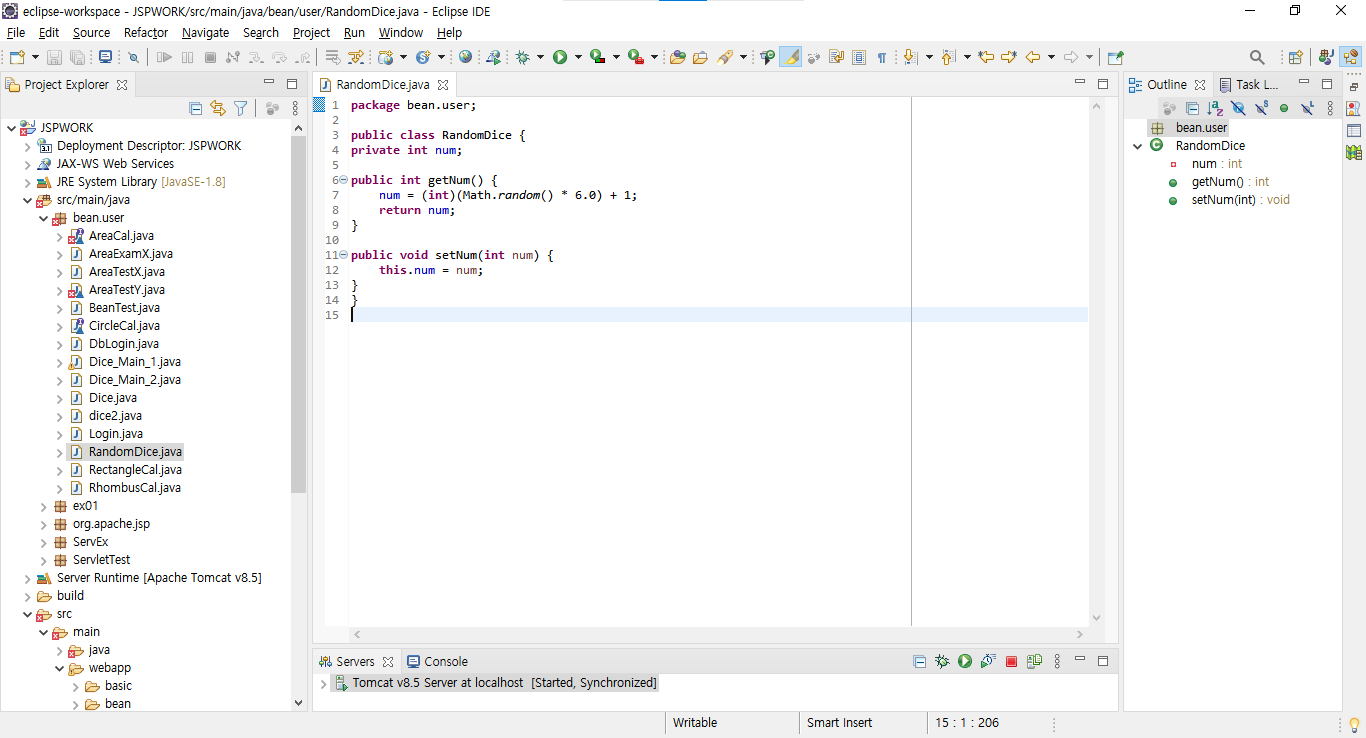 eclipse-workspace - JSPWORK/src/main/java/bean/user/RandomDice.java - Eclipse IDE
File Edit Source Refactor Navigate Search Project Run Window Help
Project Explorer
JSPWORK
Deployment Descriptor: JSPWORK
JAX-WS Web Services
JRE System Library [JavaSE-1.8]
src/main/java
bean.user
AreaCal.java
AreaExamX.java
AreaTestX.java
AreaTestY.java
BeanTest.java
CircleCal.java
DbLogin.java
Dice_Main_1.java
Dice_Main_2.java
Dice.java
dice2.java
Login.java
RandomDice.java
RectangleCal.java
RhombusCal.java
ex01
org.apache.jsp
ServEx
ServletTest
Server Runtime [Apache Tomcat v8.5]
build
src
main
java
webapp
basic
bean
RandomDice.java
1 package bean.user;
2
3 public class RandomDice {
4 private int num;
5
6 public int getNum() {
7 num = (int)(Math.random() * 6.0) + 1;
8 return num;
9 }
10
11 public void setNum(int num) {
12 this.num = num;
13 }
14 }
15
Servers Console
Tomcat v8.5 Server at localhost [Started, Synchronized]
Outline Task L...
bean.user
RandomDice
num : int
getNum() : int
setNum(int) : void
Writable Smart Insert 15 : 1 : 206